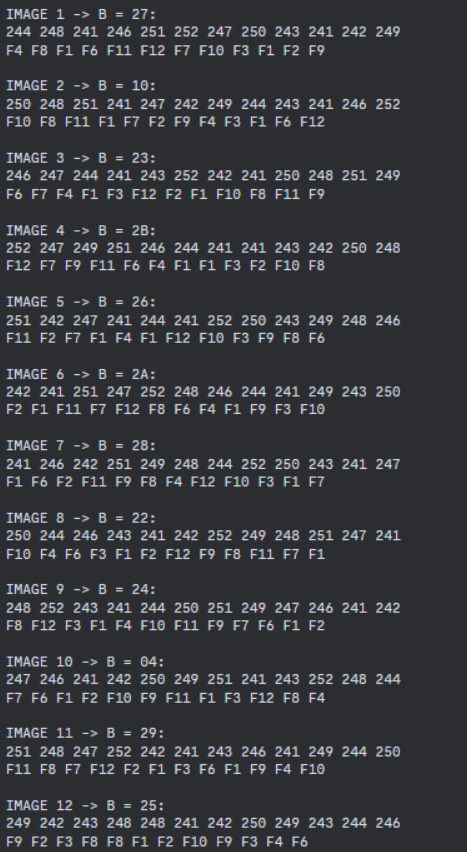 IMAGE 1 -> B = 27:
244 248 241 246 251 252 247 250 243 241 242 249
F4 F8 F1 F6 F11 F12 F7 F10 F3 F1 F2 F9
IMAGE 2 -> B = 10:
250 248 251 241 247 242 249 244 243 241 246 252
F10 F8 F11 F1 F7 F2 F9 F4 F3 F1 F6 F12
IMAGE 3 -> B = 23:
246 247 244 241 243 252 242 241 250 248 251 249
F6 F7 F4 F1 F3 F12 F2 F1 F10 F8 F11 F9
IMAGE 4 -> B = 2B:
252 247 249 251 246 244 241 241 243 242 250 248
F12 F7 F9 F11 F6 F4 F1 F1 F3 F2 F10 F8
IMAGE 5 -> B = 26:
251 242 247 241 244 241 252 250 243 249 248 246
F11 F2 F7 F1 F4 F1 F12 F10 F3 F9 F8 F6
IMAGE 6 -> B = 2A:
242 241 251 247 252 248 246 244 241 249 243 250
F2 F1 F11 F7 F12 F8 F6 F4 F1 F9 F3 F10
IMAGE 7 -> B = 28:
241 246 242 251 249 248 244 252 250 243 241 247
F1 F6 F2 F11 F9 F8 F4 F12 F10 F3 F1 F7
IMAGE 8 -> B = 22:
250 244 246 243 241 242 252 249 248 251 247 241
F10 F4 F6 F3 F1 F2 F12 F9 F8 F11 F7 F1
IMAGE 9 -> B = 24:
248 252 243 241 244 250 251 249 247 246 241 242
F8 F12 F3 F1 F4 F10 F11 F9 F7 F6 F1 F2
IMAGE 10 -> B = 04:
247 246 241 242 250 249 251 241 243 252 248 244
F7 F6 F1 F2 F10 F9 F11 F1 F3 F12 F8 F4
IMAGE 11 -> B = 29:
251 248 247 252 242 241 243 246 241 249 244 250
F11 F8 F7 F12 F2 F1 F3 F6 F1 F9 F4 F10
IMAGE 12 -> B = 25:
249 242 243 248 248 241 242 250 249 243 244 246
F9 F2 F3 F8 F8 F1 F2 F10 F9 F3 F4 F6